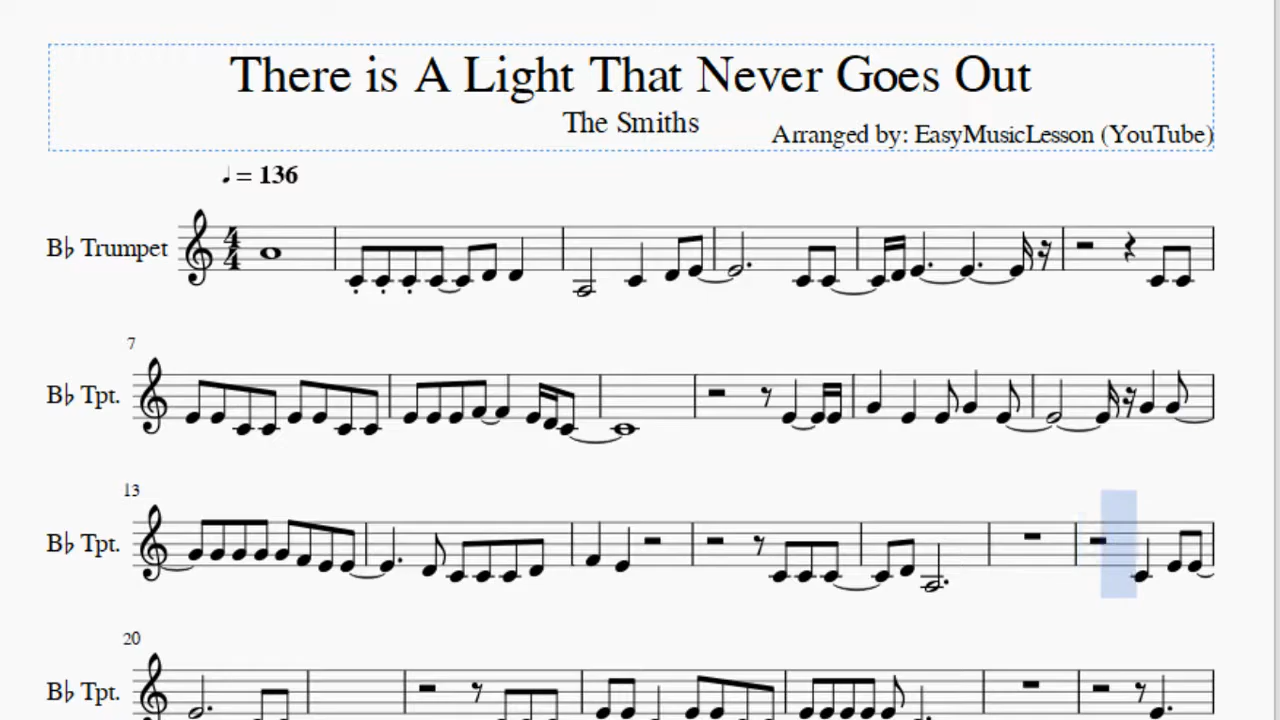 There is A Light That Never Goes Out
The Smiths
Arranged by: EasyMusicLesson (YouTube)
♩ = 136
B♭ Trumpet
4
4
7
B♭ Tpt.
13
B♭ Tpt.
20
B♭ Tpt.